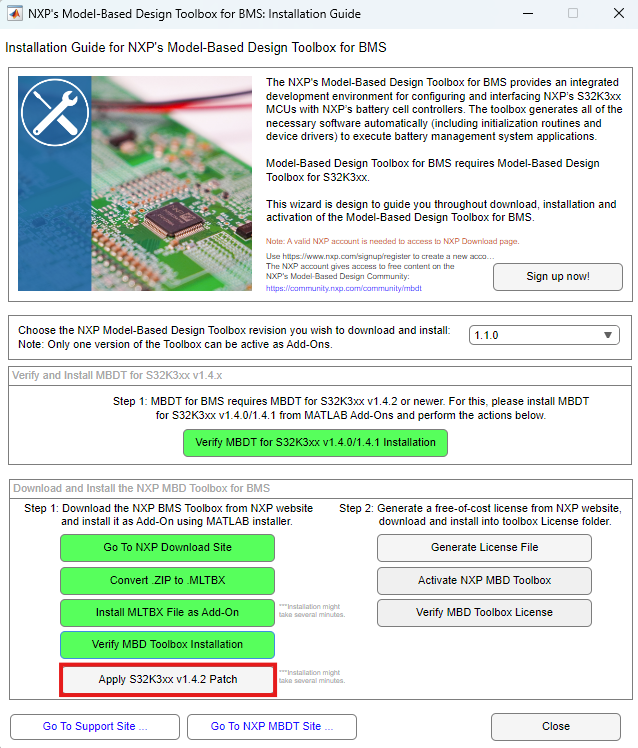 NXP's Model-Based Design Toolbox for BMS: Installation Guide
Installation Guide for NXP's Model-Based Design Toolbox for BMS
The NXP's Model-Based Design Toolbox for BMS provides an integrated
development environment for configuring and interfacing NXP's S32K3xx
MCUs with NXP's battery cell controllers. The toolbox generates all of the
necessary software automatically (including initialization routines and
device drivers) to execute battery management system applications.
Model-Based Design Toolbox for BMS requires Model-Based Design
Toolbox for S32K3xx.
This wizard is design to guide you throughout download, installation and
activation of the Model-Based Design Toolbox for BMS.
Note: A valid NXP account is needed to access to NXP Download page.
Use https://www.nxp.com/signup/register to create a new acco...
The NXP account gives access to free content on the
NXP's Model-Based Design Community:
https://community.nxp.com/community/mbdt
Sign up now!
Choose the NXP Model-Based Design Toolbox revision you wish to download and install:
Note: Only one version of the Toolbox can be active as Add-Ons.
1.1.0
Verify and Install MBDT for S32K3xx v1.4.x
Step 1: MBDT for BMS requires MBDT for S32K3xx v1.4.2 or newer. For this, please install MBDT
for S32K3xx v1.4.0/1.4.1 from MATLAB Add-Ons and perform the actions below.
Verify MBDT for S32K3xx v1.4.0/1.4.1 Installation
Download and Install the NXP MBD Toolbox for BMS
Step 1: Download the NXP BMS Toolbox from NXP website
and install it as Add-On using MATLAB installer.
Go To NXP Download Site
Convert .ZIP to .MLTBX
Install MLTBX File as Add-On
***Installation might
take several minutes.
Verify MBD Toolbox Installation
Apply S32K3xx v1.4.2 Patch
***Installation might
take several minutes.
Step 2: Generate a free-of-cost license from NXP website,
download and install into toolbox License folder.
Generate License File
Activate NXP MBD Toolbox
Verify MBD Toolbox License
Go To Support Site ...
Go To NXP MBDT Site ...
Close